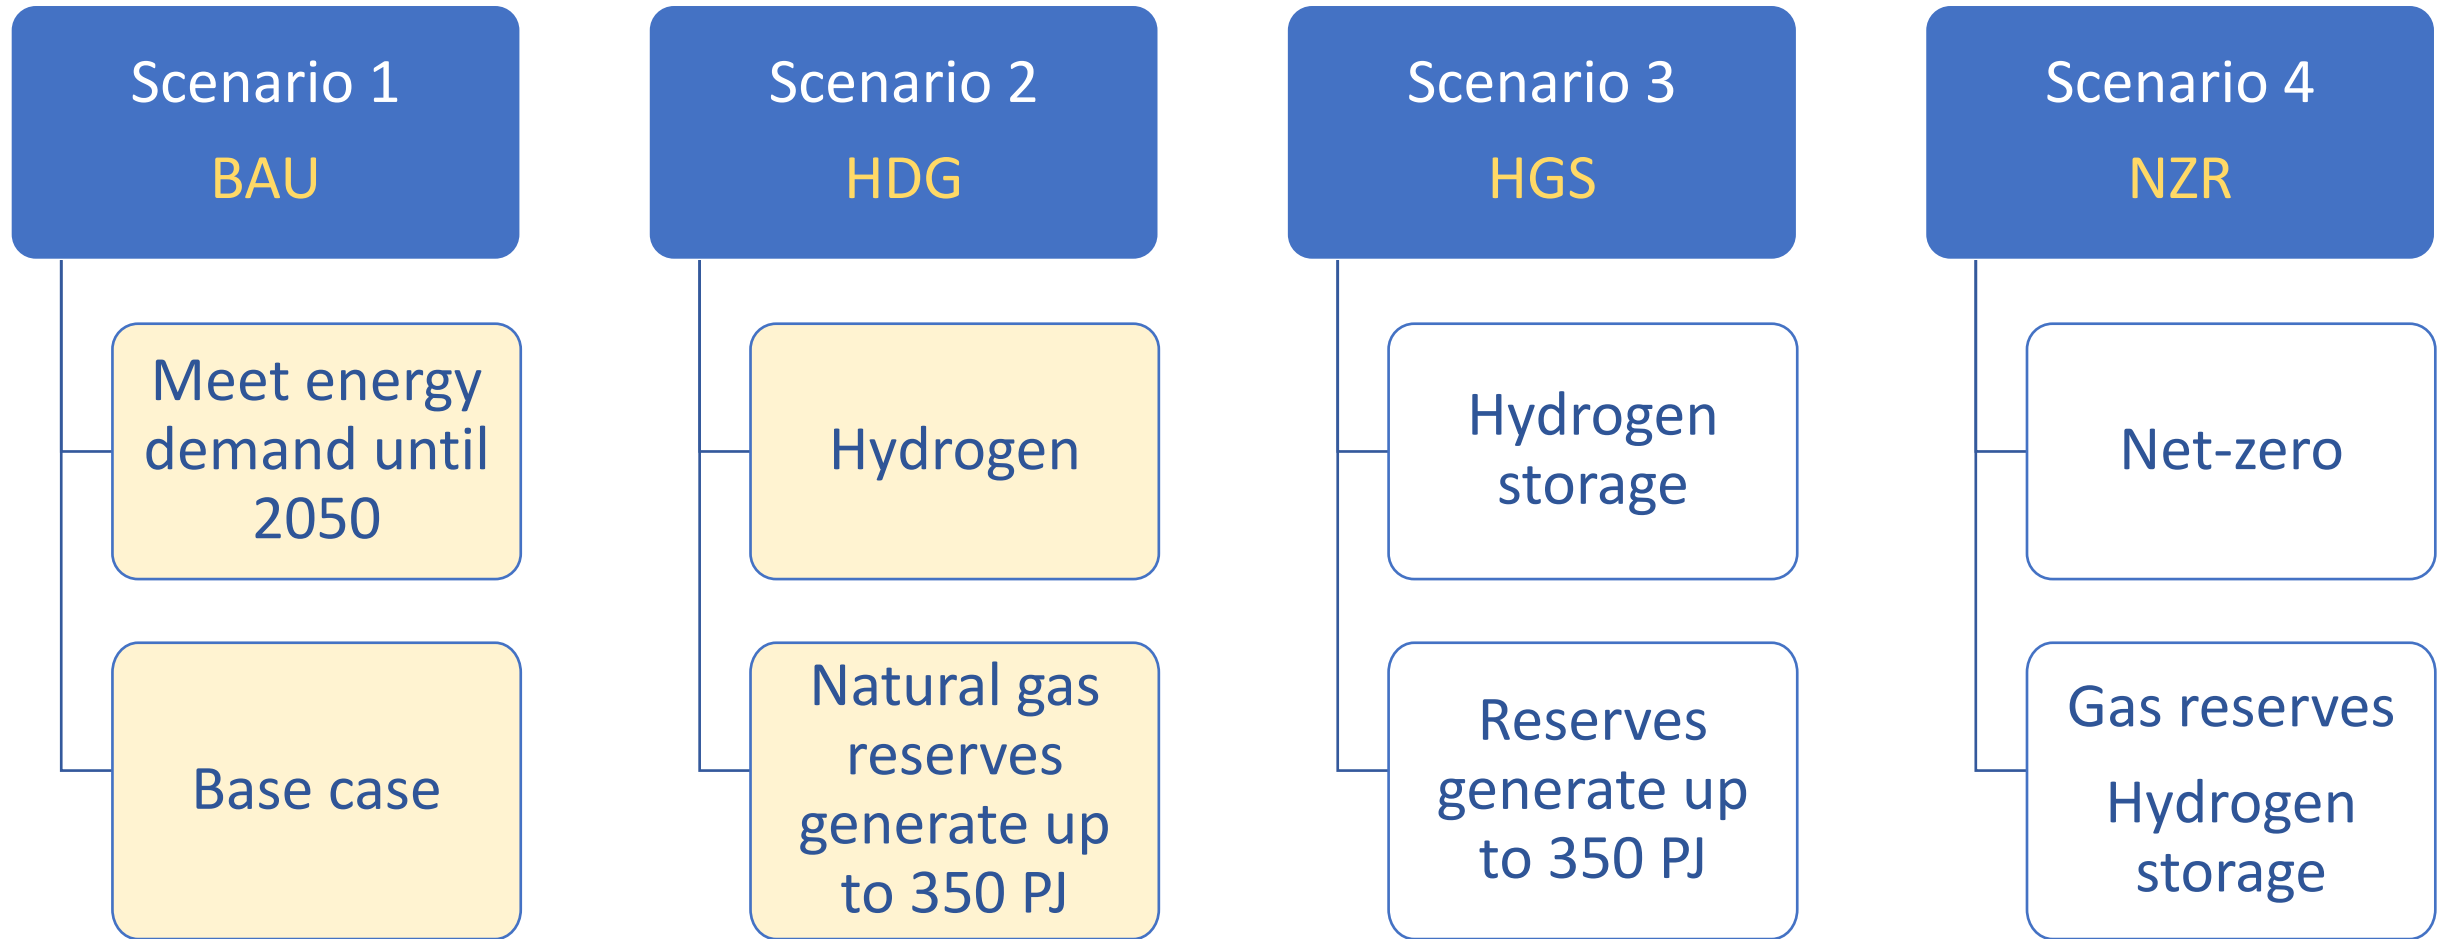 Scenario 1
BAU
Meet energy
demand until
2050
Base case
Scenario 2
HDG
Hydrogen
Natural gas
reserves
generate up
to 350 PJ
Scenario 3
HGS
Hydrogen
storage
Reserves
generate up
to 350 PJ
Scenario 4
NZR
Net-zero
Gas reserves
Hydrogen
storage